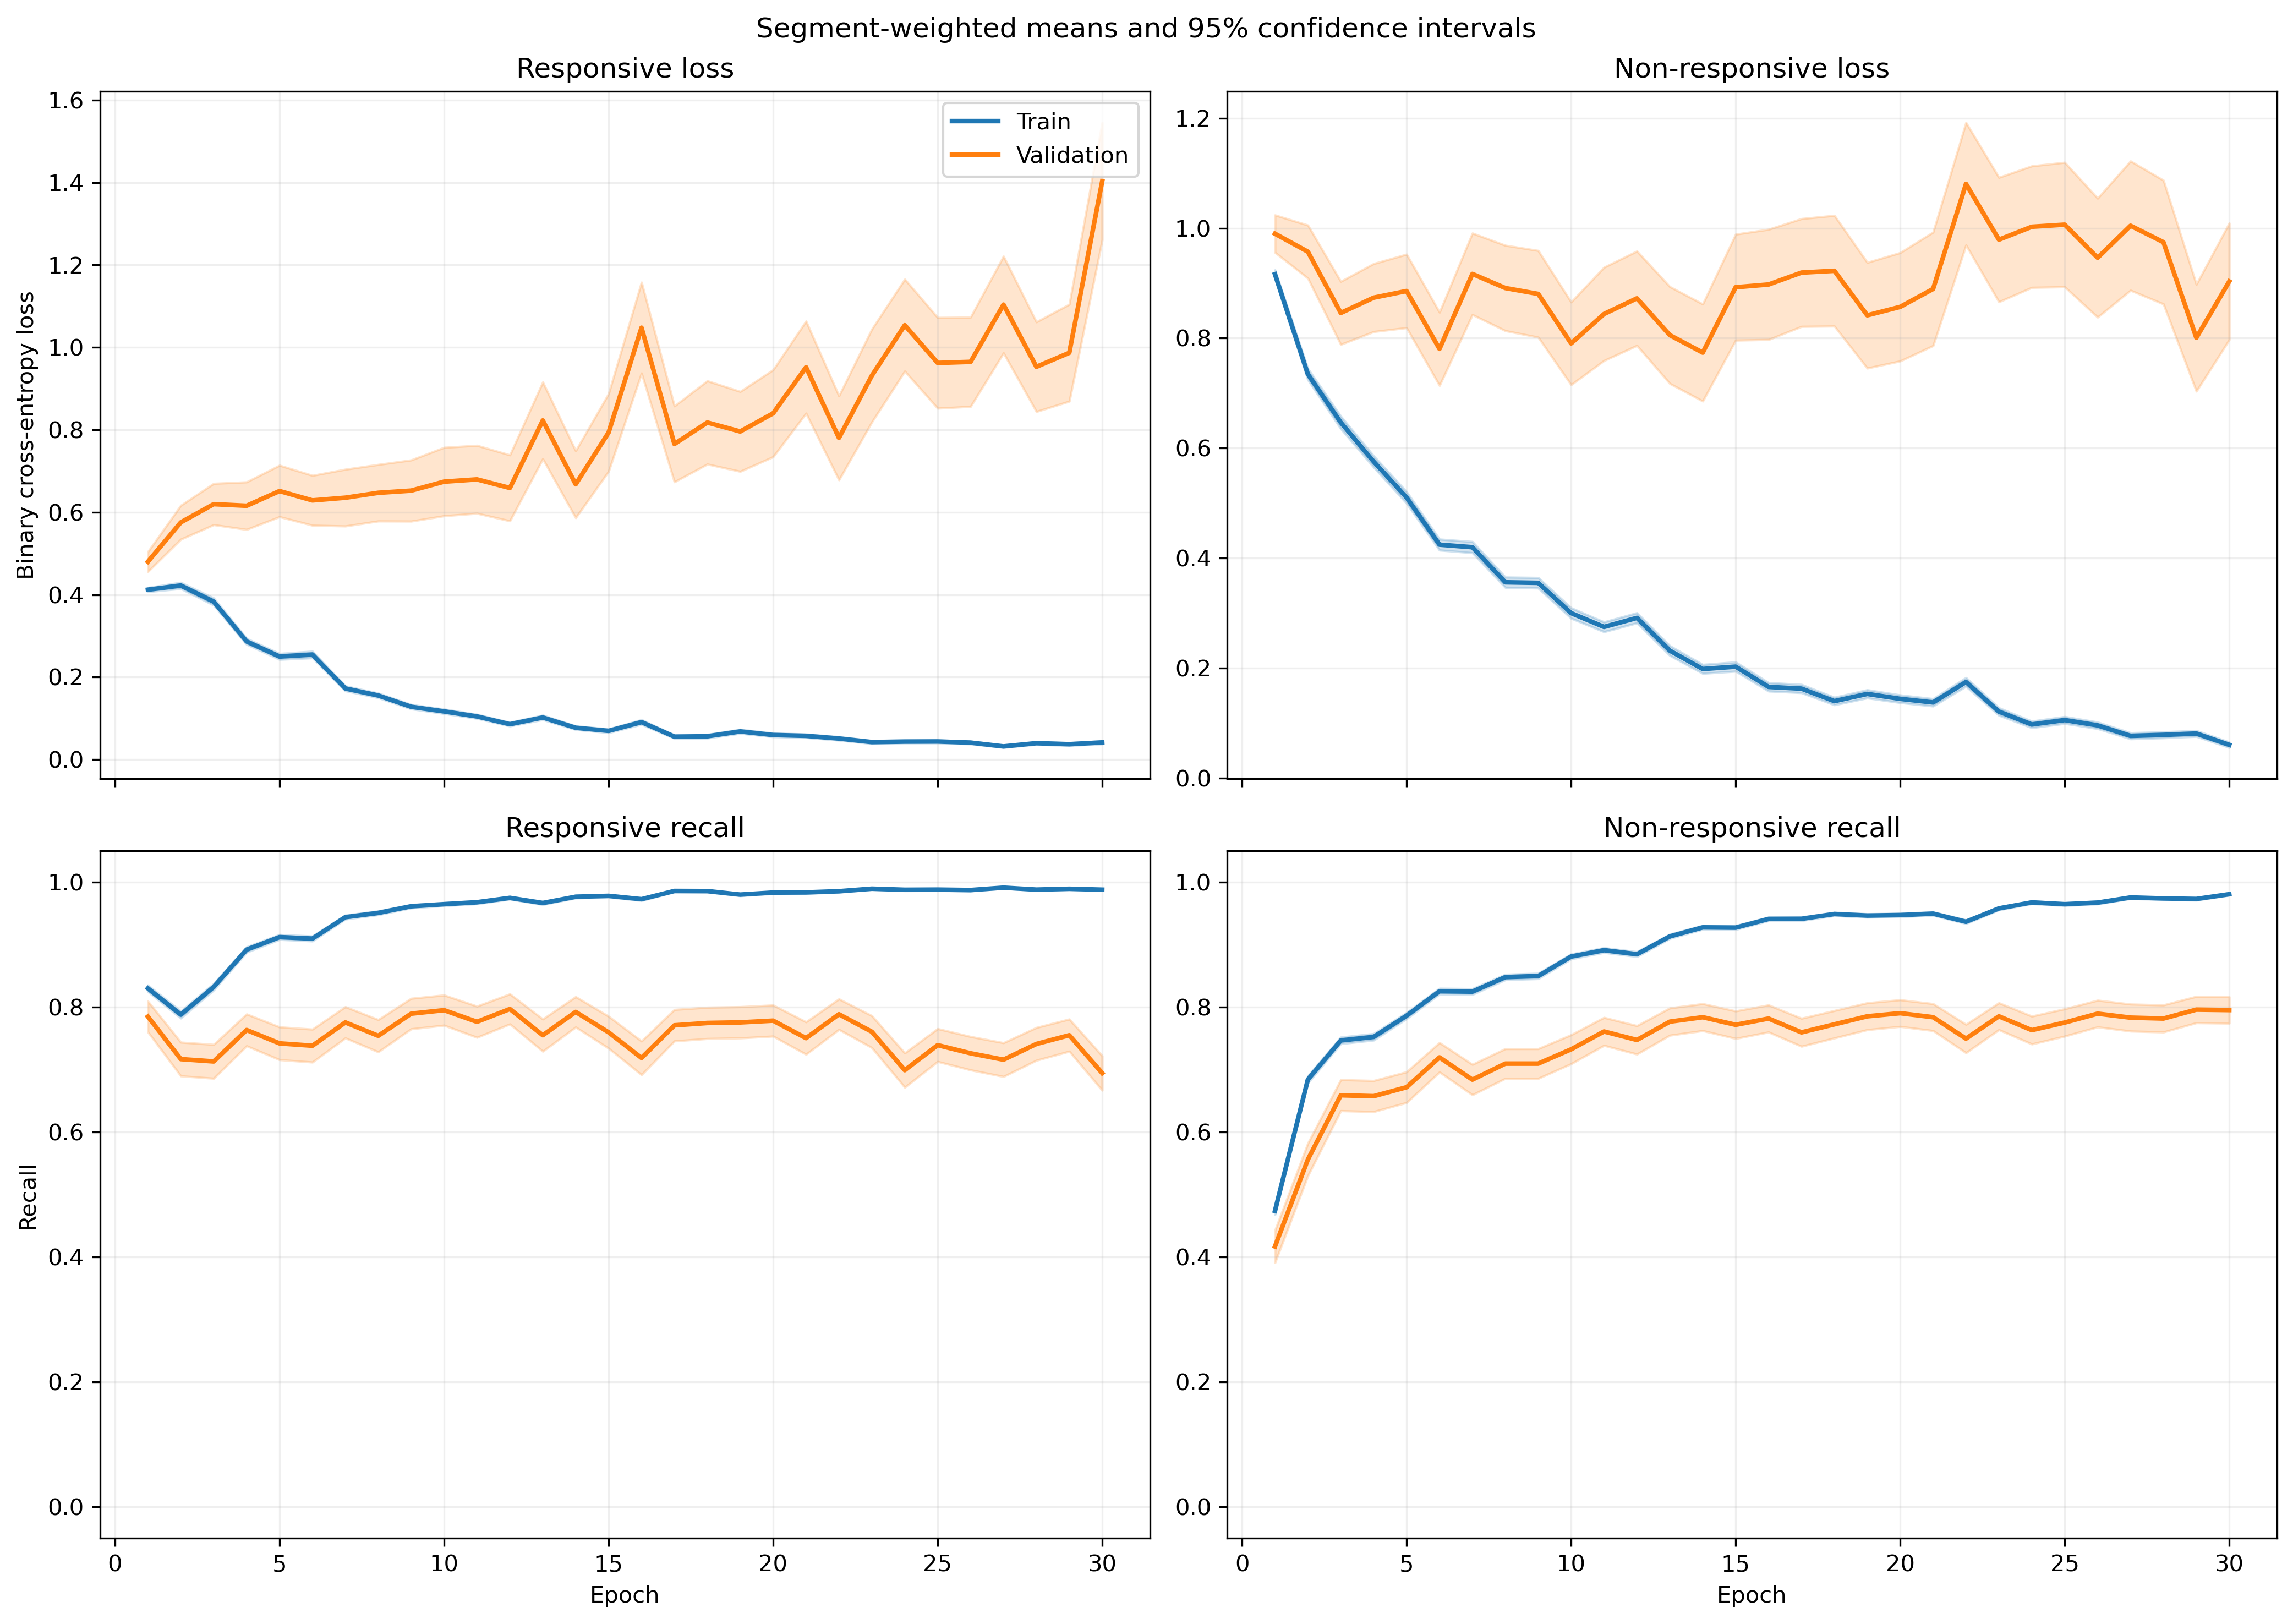 Segment-weighted means and 95% confidence intervals
Responsive loss
Non-responsive loss
Train
Validation
Binary cross-entropy loss
1.6
1.4
1.2
1.0
0.8
0.6
0.4
0.2
0.0
1.2
1.0
0.8
0.6
0.4
0.2
0.0
Responsive recall
Non-responsive recall
Recall
1.0
0.8
0.6
0.4
0.2
0.0
0 5 10 15 20 25 30
Epoch
1.0
0.8
0.6
0.4
0.2
0.0
0 5 10 15 20 25 30
Epoch